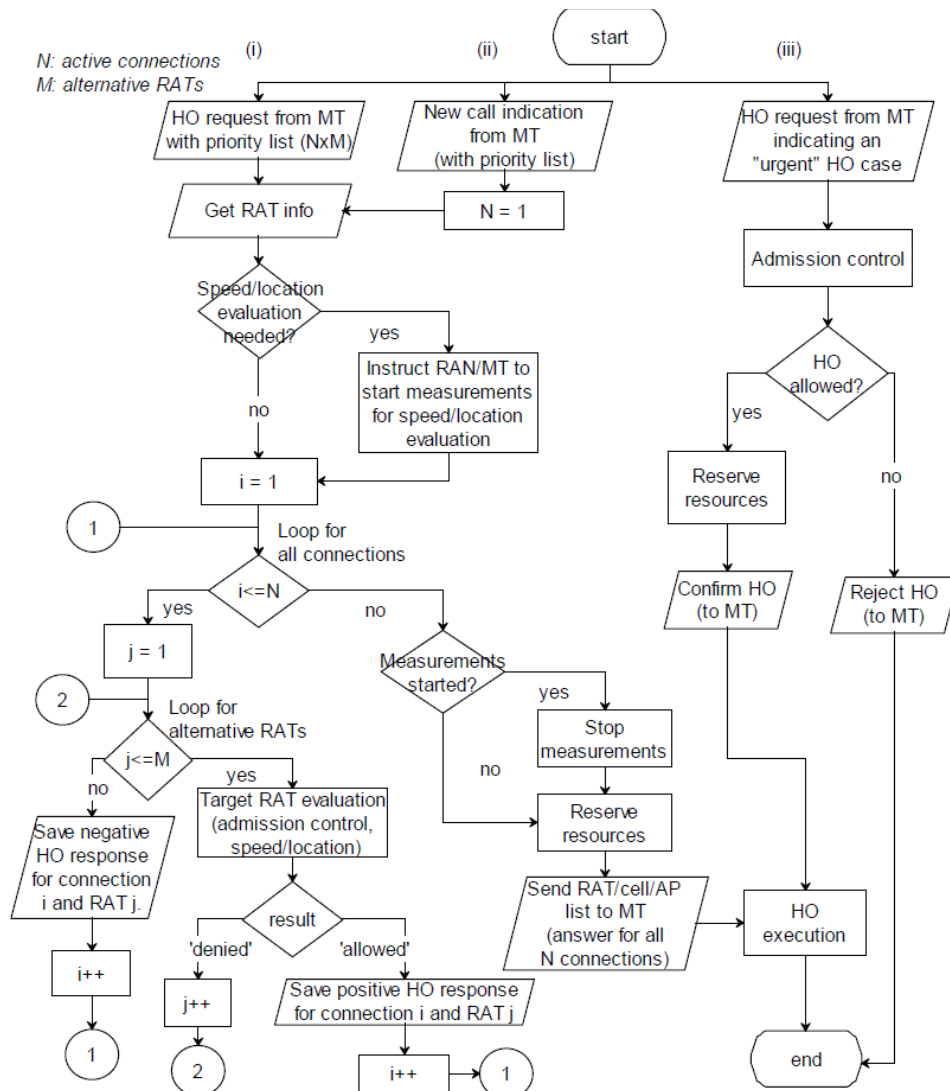 start
(i)
(ii)
(iii)
N: active connections
M: alternative RATs
HO request from MT
with priority list (NxM)
New call indication
from MT
(with priority list)
HO request from MT
indicating an
"urgent" HO case
Get RAT info
N = 1
Admission control
Speed/location
evaluation
needed?
yes
Instruct RAN/MT to
start measurements
for speed/location
evaluation
no
HO
allowed?
yes
no
Reserve
resources
i = 1
1
Loop for
all connections
i<=N
yes
no
Confirm HO
(to MT)
Reject HO
(to MT)
j = 1
2
Loop for
alternative RATs
Measurements
started?
yes
Stop
measurements
no
Reserve
resources
j<=M
no
yes
Target RAT evaluation
(admission control,
speed/location)
Save negative
HO response
for connection
i and RAT j.
result
'denied'
'allowed'
Send RAT/cell/AP
list to MT
(answer for all
N connections)
HO
execution
i++
j++
Save positive HO response
for connection i and RAT j
1
2
i++
1
end